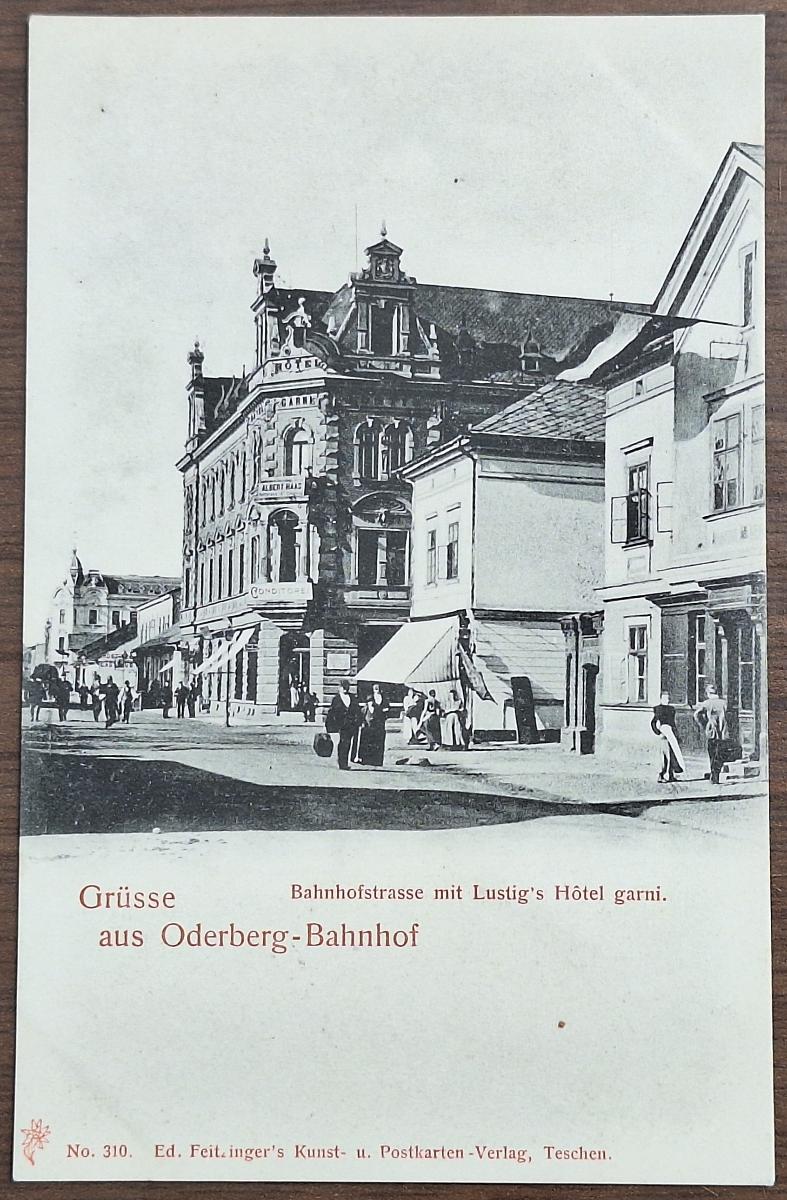 HOTEL
GARNI
ALBERT HAAS
CONDITOREI
Grüsse
Bahnhofstrasse mit Lustig's Hôtel garni.
aus Oderberg-Bahnhof
No. 310. Ed. Feitzinger's Kunst- u. Postkarten-Verlag, Teschen.